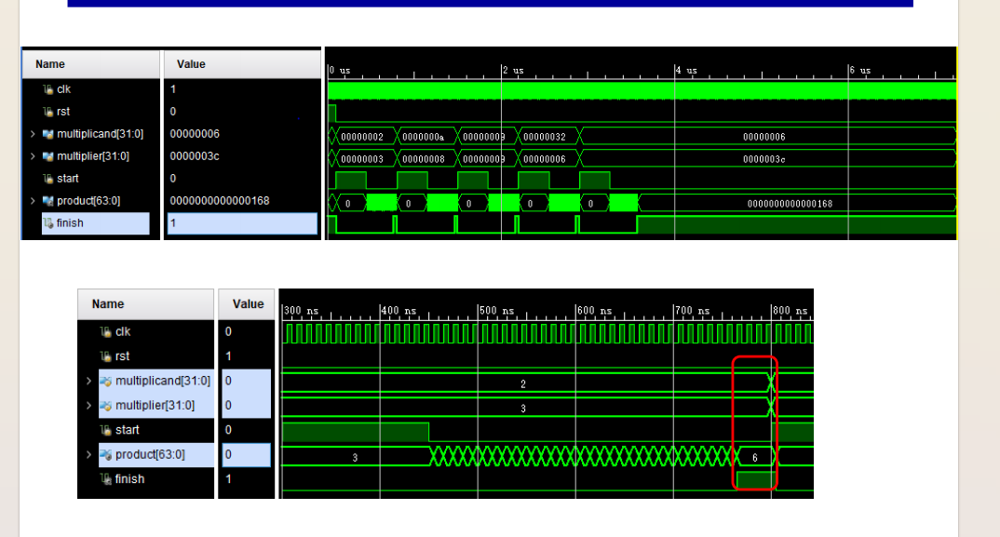 Name Value 0 us 2 us 4 us 6 us
clk 1
rst 0
multiplicand[31:0] 00000006 00000002 0000000a 00000009 00000032 00000006
multiplier[31:0] 0000003c 00000003 00000008 00000009 00000006 0000003c
start 0
product[63:0] 0000000000000168 0 0 0 0 0 0000000000000168
finish 1
Name Value 300 ns 400 ns 500 ns 600 ns 700 ns 800 ns
clk 0
rst 1
multiplicand[31:0] 0 2
multiplier[31:0] 0 3
start 0
product[63:0] 0 3 6
finish 1